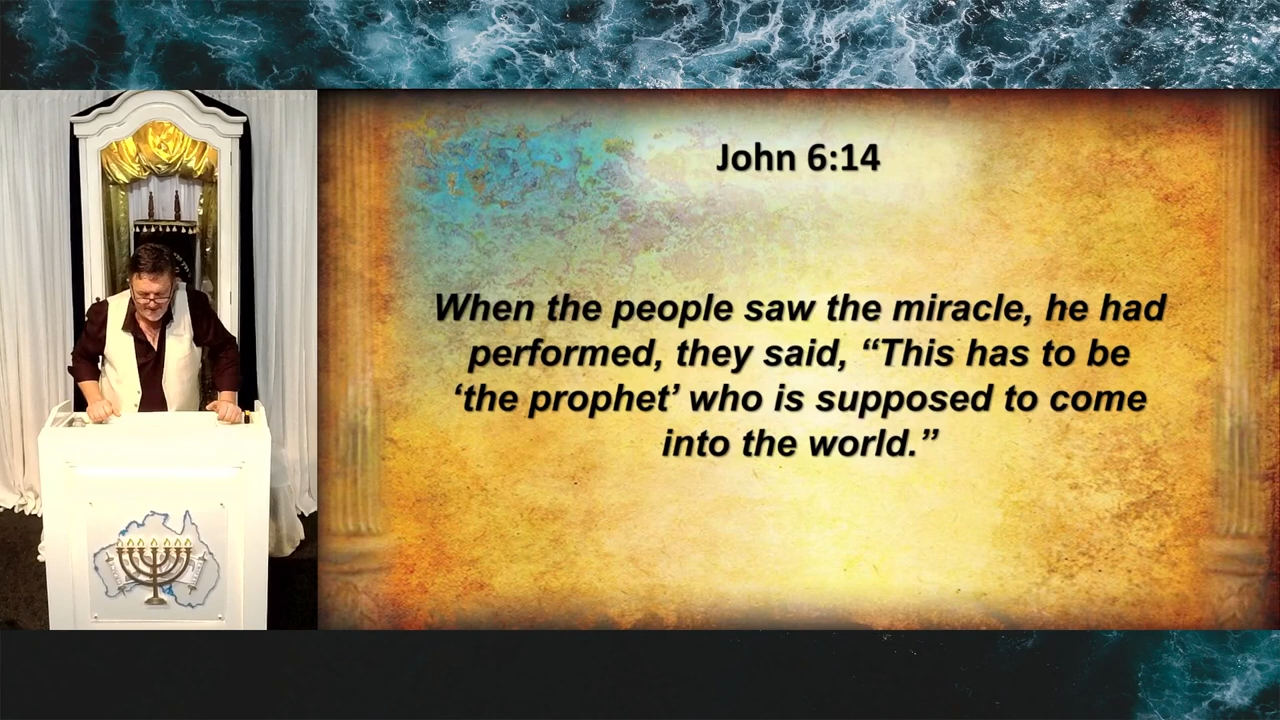 John 6:14
When the people saw the miracle, he had
performed, they said, “This has to be
‘the prophet’ who is supposed to come
into the world.”